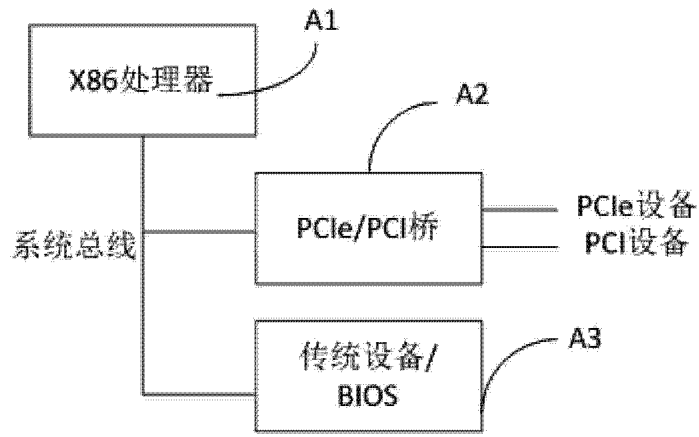 A1
X86处理器
A2
PCIe/PCI桥
PCIe设备
PCI设备
系统总线
传统设备/
BIOS
A3